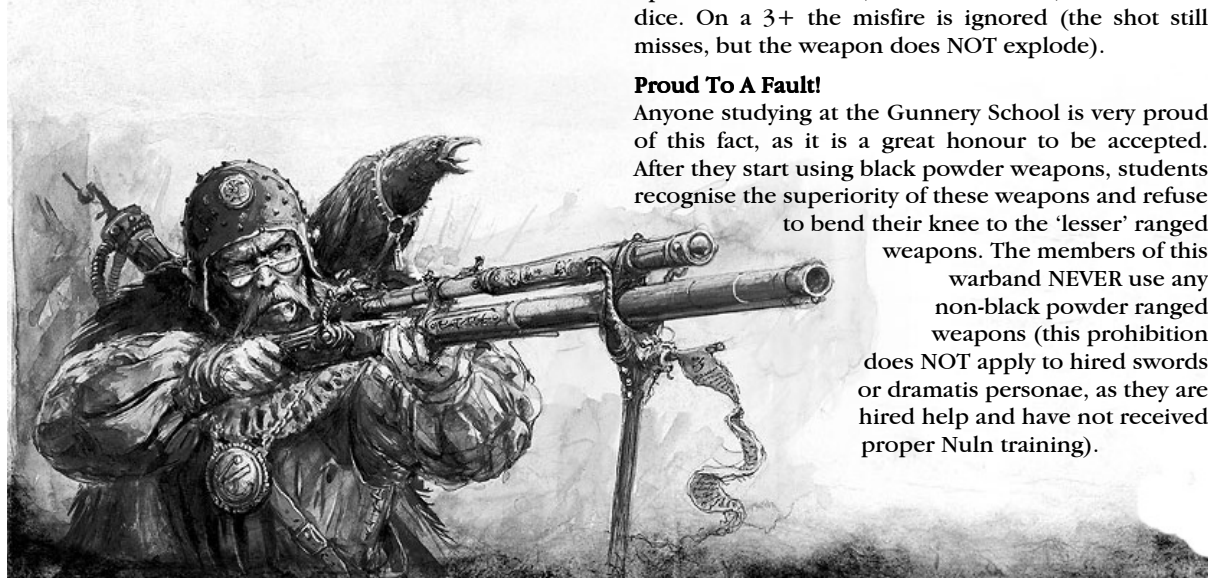 dice. On a 3+ the misfire is ignored (the shot still
misses, but the weapon does NOT explode).
Proud To A Fault!
Anyone studying at the Gunnery School is very proud
of this fact, as it is a great honour to be accepted.
After they start using black powder weapons, students
recognise the superiority of these weapons and refuse
to bend their knee to the ‘lesser’ ranged
weapons. The members of this
warband NEVER use any
non-black powder ranged
weapons (this prohibition
does NOT apply to hired swords
or dramatis personae, as they are
hired help and have not received
proper Nuln training).